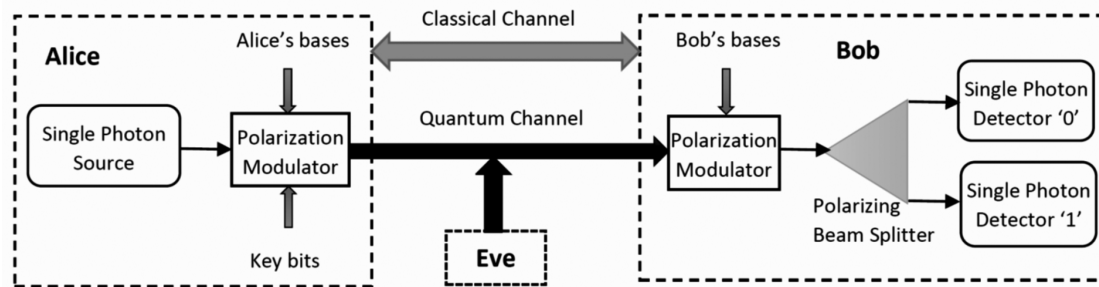 Classical Channel
Alice
Alice's bases
Single Photon
Source
Polarization
Modulator
Key bits
Quantum Channel
Eve
Bob's bases
Bob
Polarization
Modulator
Polarizing
Beam Splitter
Single Photon
Detector ‘0’
Single Photon
Detector ‘1’